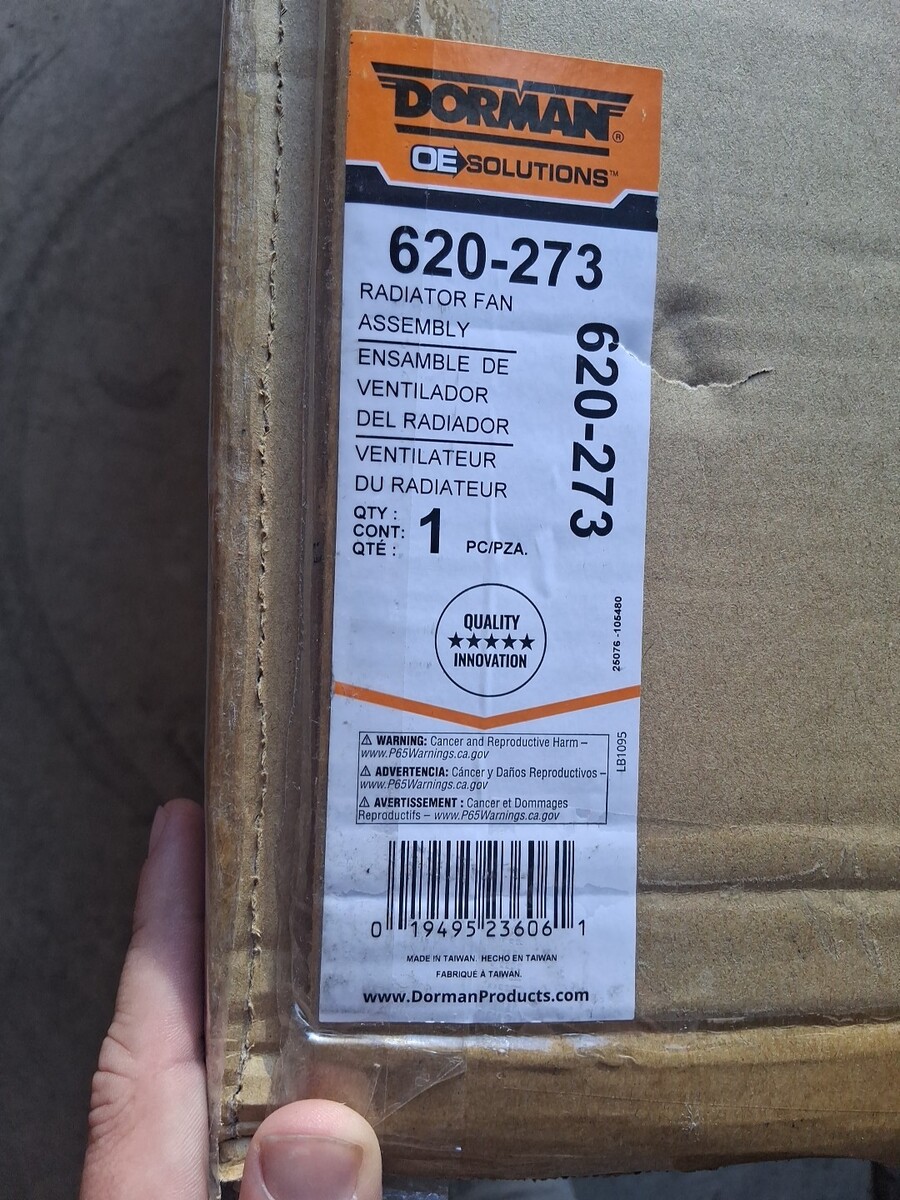 DORMAN®
OE SOLUTIONS™
620-273
RADIATOR FAN
ASSEMBLY
ENSAMBLE DE
VENTILADOR
DEL RADIADOR
VENTILATEUR
DU RADIATEUR
620-273
QTY :
CONT:
QTÉ :
1
PC/PZA.
QUALITY
★★★★★
INNOVATION
25076 -105480
LB1095
⚠ WARNING: Cancer and Reproductive Harm –
www.P65Warnings.ca.gov
⚠ ADVERTENCIA: Cáncer y Daños Reproductivos –
www.P65Warnings.ca.gov
⚠ AVERTISSEMENT : Cancer et Dommages
Reproductifs – www.P65Warnings.ca.gov
0 19495 23606 1
MADE IN TAIWAN. HECHO EN TAIWAN
FABRIQUÉ À TAIWAN.
www.DormanProducts.com